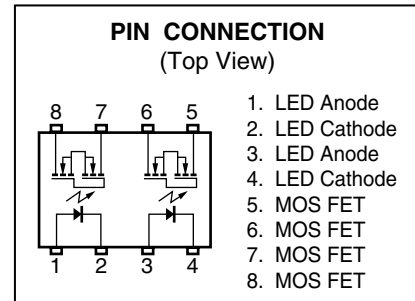 PIN CONNECTION
(Top View)
8 7 6 5
1 2 3 4
1. LED Anode
2. LED Cathode
3. LED Anode
4. LED Cathode
5. MOS FET
6. MOS FET
7. MOS FET
8. MOS FET